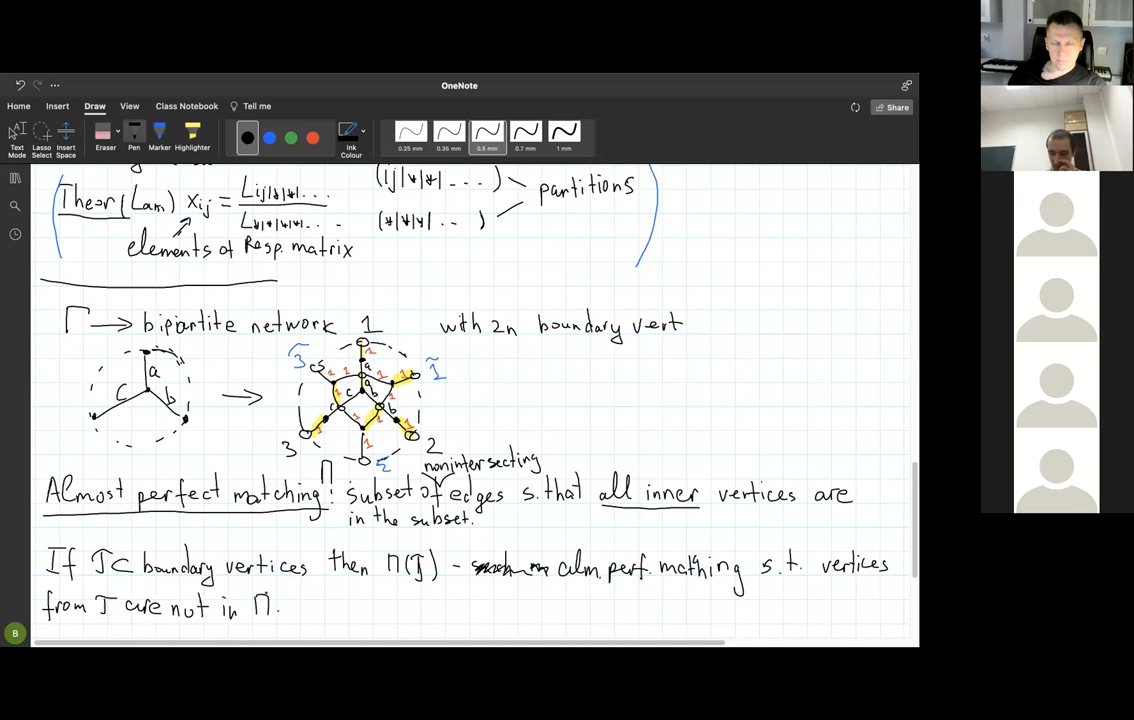 OneNote
Home Insert Draw View Class Notebook Tell me
Share
Text Mode
Lasso Select
Insert Space
Eraser
Pen
Marker
Highlighter
Ink Colour
0.25 mm
0.35 mm
0.5 mm
0.7 mm
1 mm
(ij|*|*|...) partitions
Theor (Lam) Xij = Lij|*|*|... / L*|*|*|*|...
(*|*|*|...)
elements of Resp. matrix
Γ → bipartite network with 2n boundary vert
a
b
c
1
1̃
2
2̃
3
3̃
nonintersecting
Almost perfect matching Π: subset of edges s. that all inner vertices are
in the subset.
If J⊂ boundary vertices then Π(J) - alm. perf. mathing s.t. vertices
from J are not in Π.
B